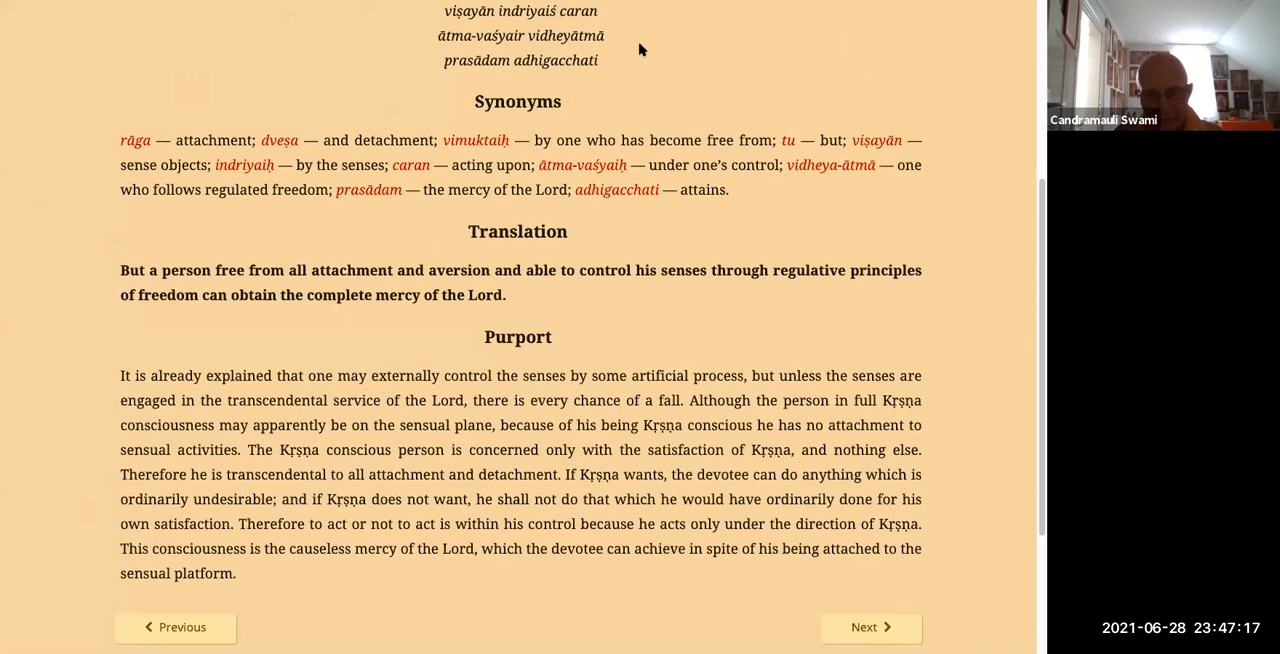 viṣayān indriyaiś caran
ātma-vaśyair vidheyātmā
prasādam adhigacchati
Synonyms
rāga — attachment; dveṣa — and detachment; vimuktaiḥ — by one who has become free from; tu — but; viṣayān —
sense objects; indriyaiḥ — by the senses; caran — acting upon; ātma-vaśyaiḥ — under one’s control; vidheya-ātmā — one
who follows regulated freedom; prasādam — the mercy of the Lord; adhigacchati — attains.
Translation
But a person free from all attachment and aversion and able to control his senses through regulative principles
of freedom can obtain the complete mercy of the Lord.
Purport
It is already explained that one may externally control the senses by some artificial process, but unless the senses are
engaged in the transcendental service of the Lord, there is every chance of a fall. Although the person in full Kṛṣṇa
consciousness may apparently be on the sensual plane, because of his being Kṛṣṇa conscious he has no attachment to
sensual activities. The Kṛṣṇa conscious person is concerned only with the satisfaction of Kṛṣṇa, and nothing else.
Therefore he is transcendental to all attachment and detachment. If Kṛṣṇa wants, the devotee can do anything which is
ordinarily undesirable; and if Kṛṣṇa does not want, he shall not do that which he would have ordinarily done for his
own satisfaction. Therefore to act or not to act is within his control because he acts only under the direction of Kṛṣṇa.
This consciousness is the causeless mercy of the Lord, which the devotee can achieve in spite of his being attached to the
sensual platform.
Previous
Next
Candramauli Swami
2021-06-28 23:47:17